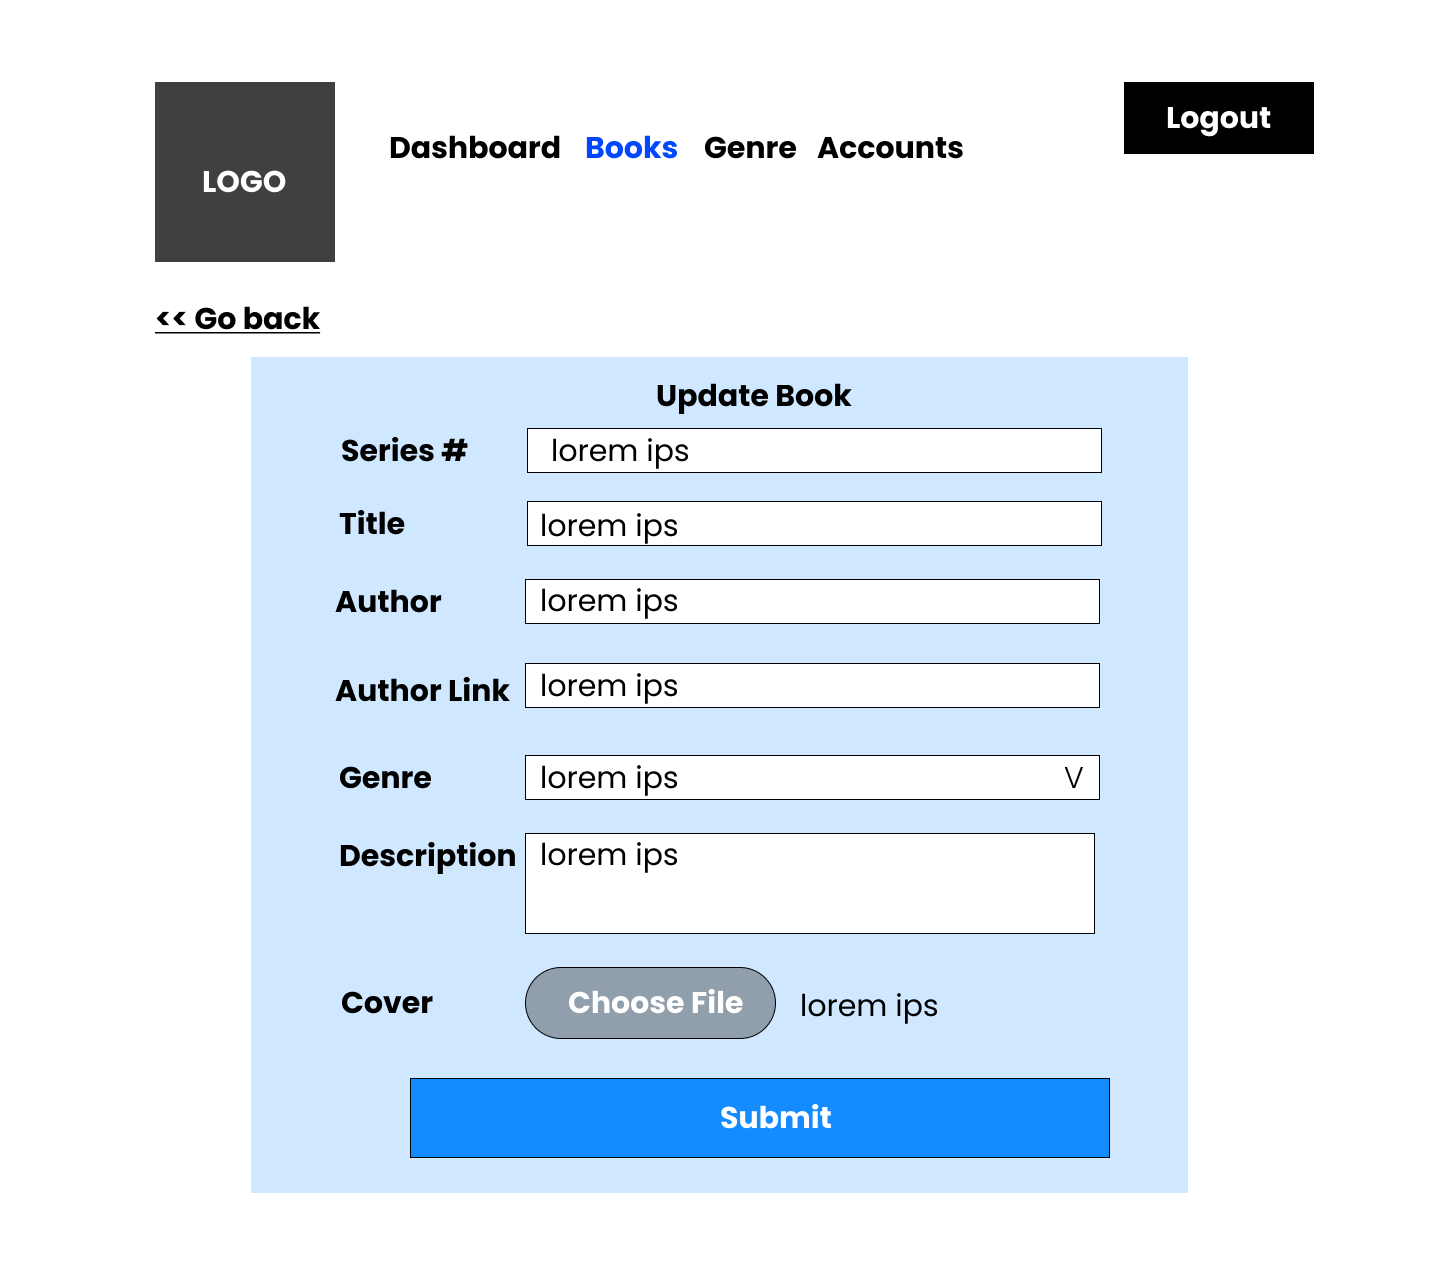 LOGO
Dashboard Books Genre Accounts
Logout
<< Go back
Update Book
Series # lorem ips
Title lorem ips
Author lorem ips
Author Link lorem ips
Genre lorem ips V
Description lorem ips
Cover Choose File lorem ips
Submit